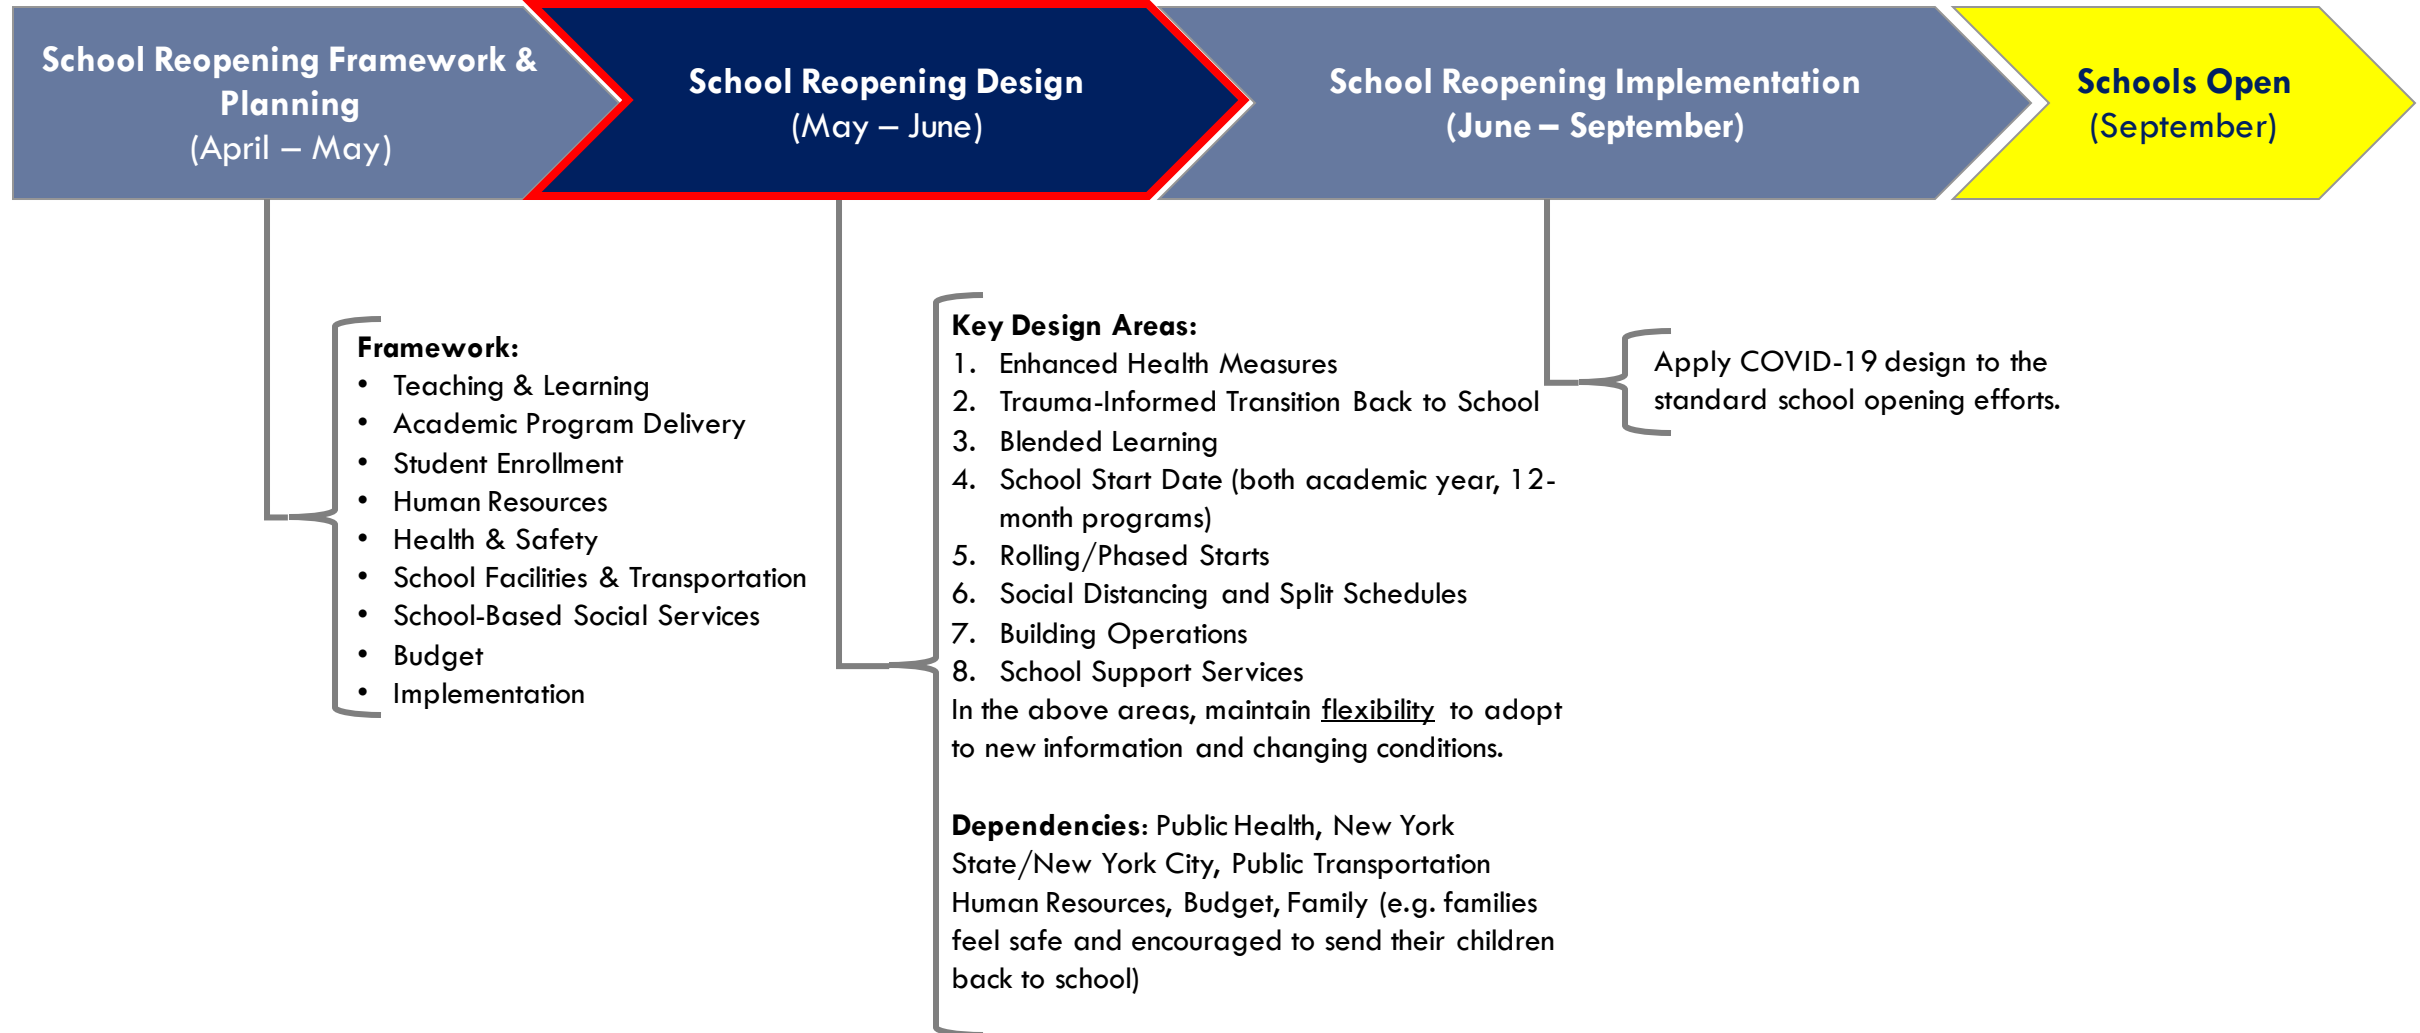 School Reopening Framework &
Planning
(April – May)
School Reopening Design
(May – June)
School Reopening Implementation
(June – September)
Schools Open
(September)
Framework:
• Teaching & Learning
• Academic Program Delivery
• Student Enrollment
• Human Resources
• Health & Safety
• School Facilities & Transportation
• School-Based Social Services
• Budget
• Implementation
Key Design Areas:
1. Enhanced Health Measures
2. Trauma-Informed Transition Back to School
3. Blended Learning
4. School Start Date (both academic year, 12-
month programs)
5. Rolling/Phased Starts
6. Social Distancing and Split Schedules
7. Building Operations
8. School Support Services
In the above areas, maintain flexibility to adopt
to new information and changing conditions.
Dependencies: Public Health, New York
State/New York City, Public Transportation
Human Resources, Budget, Family (e.g. families
feel safe and encouraged to send their children
back to school)
Apply COVID-19 design to the
standard school opening efforts.